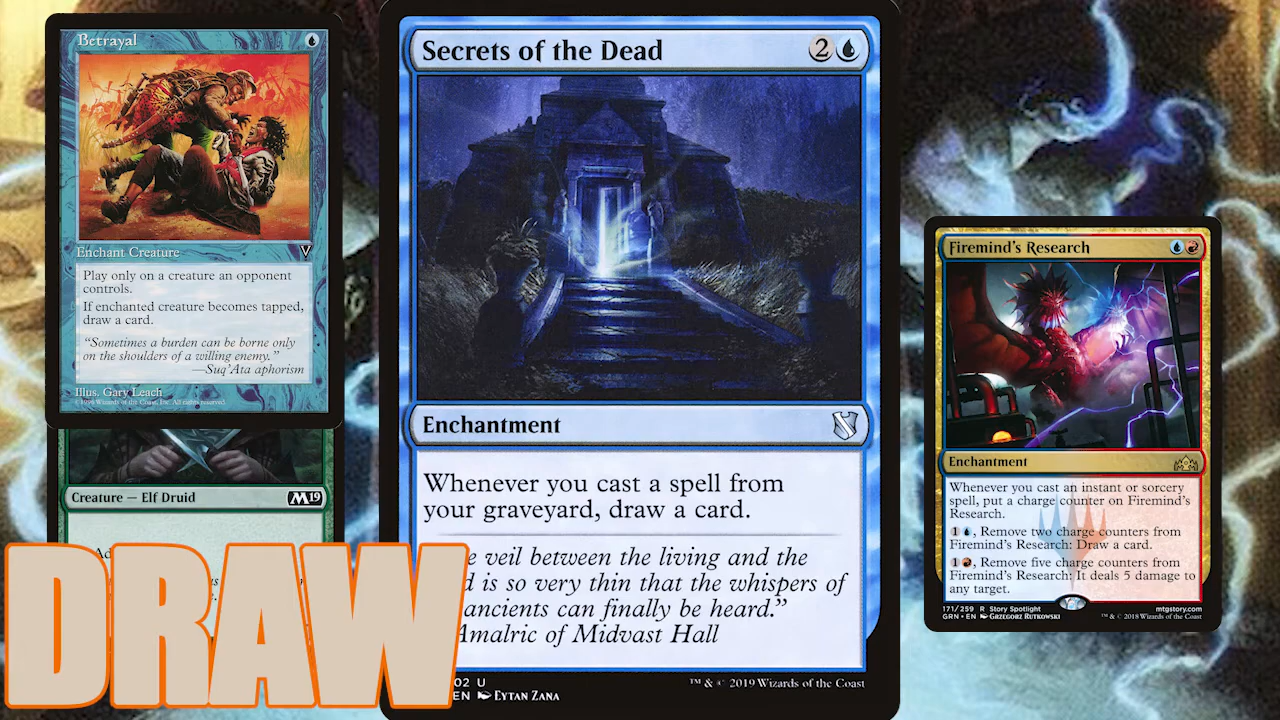 Betrayal
Enchant Creature
Play only on a creature an opponent
controls.
If enchanted creature becomes tapped,
draw a card.
“Sometimes a burden can be borne only
on the shoulders of a willing enemy.”
—Suq’Ata aphorism
Illus. Gary Leach
Creature — Elf Druid
M19
DRAW
Secrets of the Dead
2
Enchantment
Whenever you cast a spell from
your graveyard, draw a card.
veil between the living and the
is so very thin that the whispers of
ancients can finally be heard.”
Amalric of Midvast Hall
U
EN Eytan Zana
™ & © 2019 Wizards of the Coast
Firemind's Research
Enchantment
Whenever you cast an instant or sorcery
spell, put a charge counter on Firemind's
Research.
1, Remove two charge counters from
Firemind's Research: Draw a card.
1, Remove five charge counters from
Firemind's Research: It deals 5 damage to
any target.
171/259 R Story Spotlight
mtgstory.com
GRN • EN Grzegorz Rutkowski
™ & © 2018 Wizards of the Coast